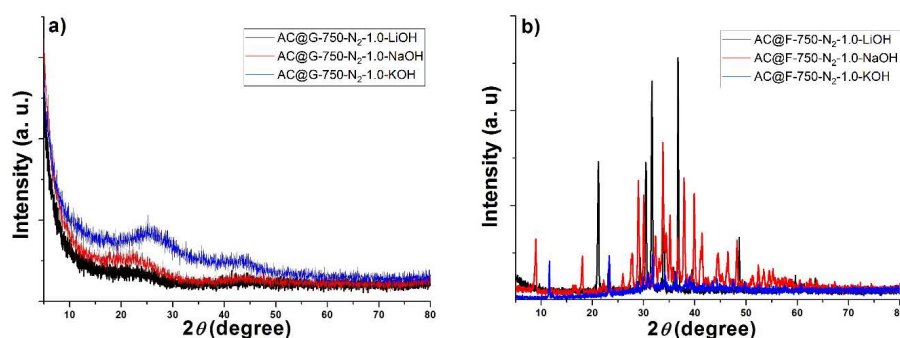 a)
AC@G-750-N2-1.0-LiOH
AC@G-750-N2-1.0-NaOH
AC@G-750-N2-1.0-KOH
Intensity (a. u.)
10 20 30 40 50 60 70 80
2θ (degree)
b)
AC@F-750-N2-1.0-LiOH
AC@F-750-N2-1.0-NaOH
AC@F-750-N2-1.0-KOH
Intensity (a. u)
10 20 30 40 50 60 70 80
2θ (degree)